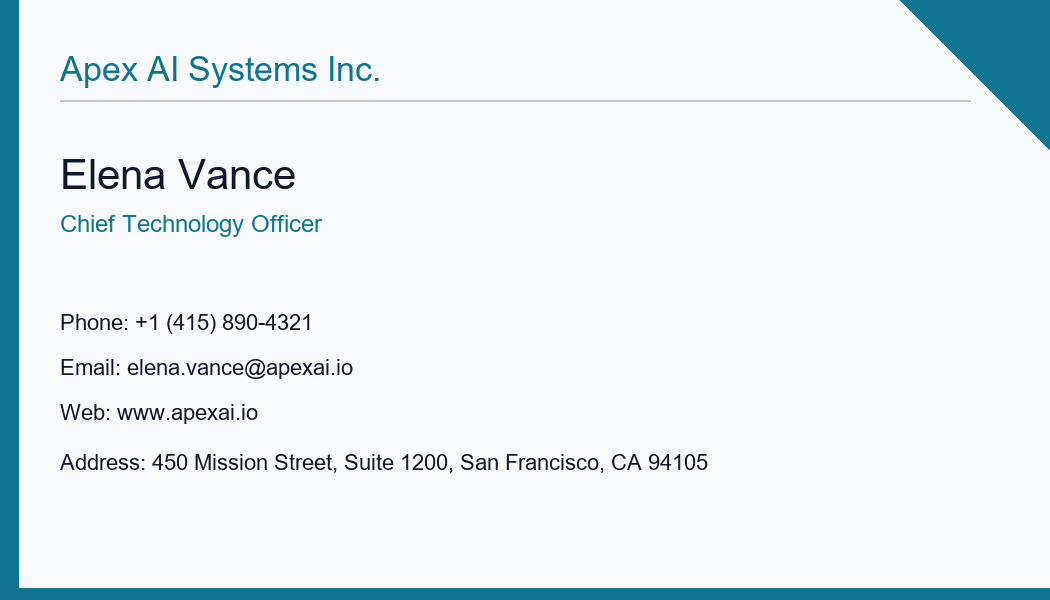 Apex AI Systems Inc.
Elena Vance
Chief Technology Officer
Phone: +1 (415) 890-4321
Email: elena.vance@apexai.io
Web: www.apexai.io
Address: 450 Mission Street, Suite 1200, San Francisco, CA 94105